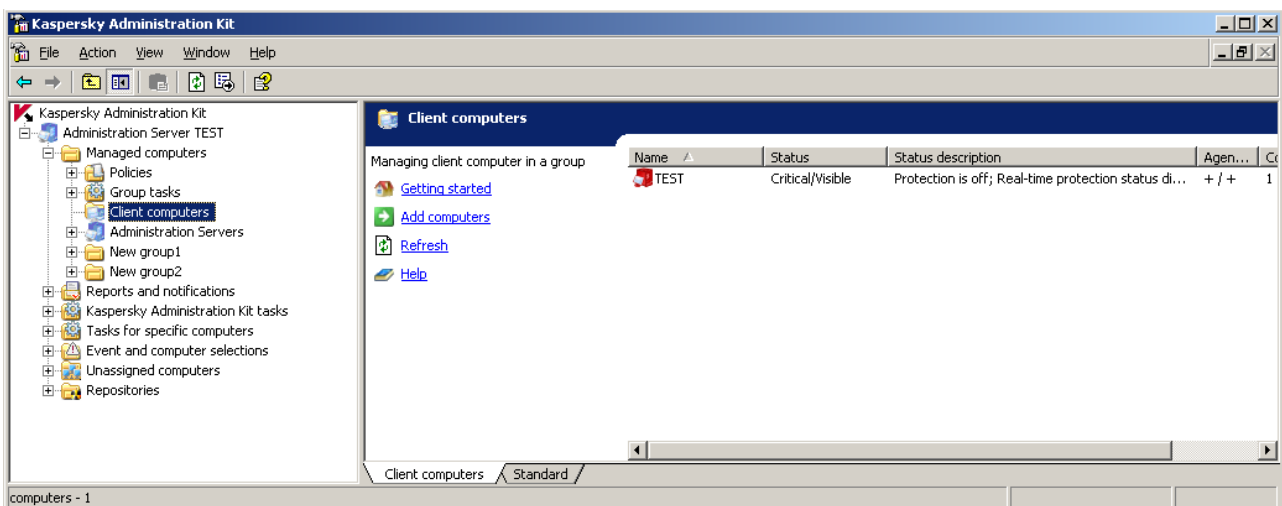 Kaspersky Administration Kit
File Action View Window Help
Kaspersky Administration Kit
Administration Server TEST
Managed computers
Policies
Group tasks
Client computers
Administration Servers
New group1
New group2
Reports and notifications
Kaspersky Administration Kit tasks
Tasks for specific computers
Event and computer selections
Unassigned computers
Repositories
Client computers
Managing client computer in a group
Getting started
Add computers
Refresh
Help
Name Status Status description Agen... Co
TEST Critical/Visible Protection is off; Real-time protection status di... + / + 1
Client computers Standard
computers - 1